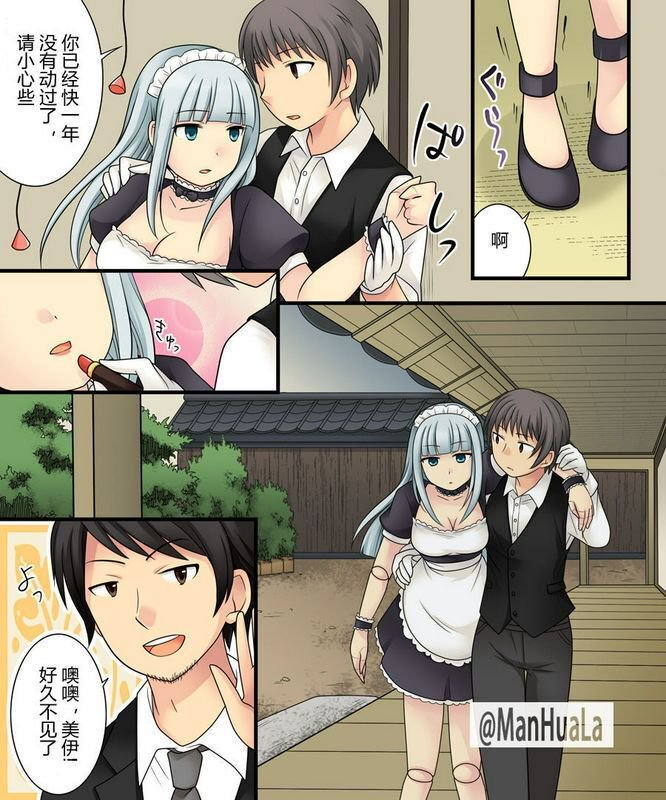 你已经快一年
没有动过了，
请小心些
ぱしっ
ぐらっ
啊
きゅっ
よっ
噢噢，美伊！
好久不见了
@ManHuaLa